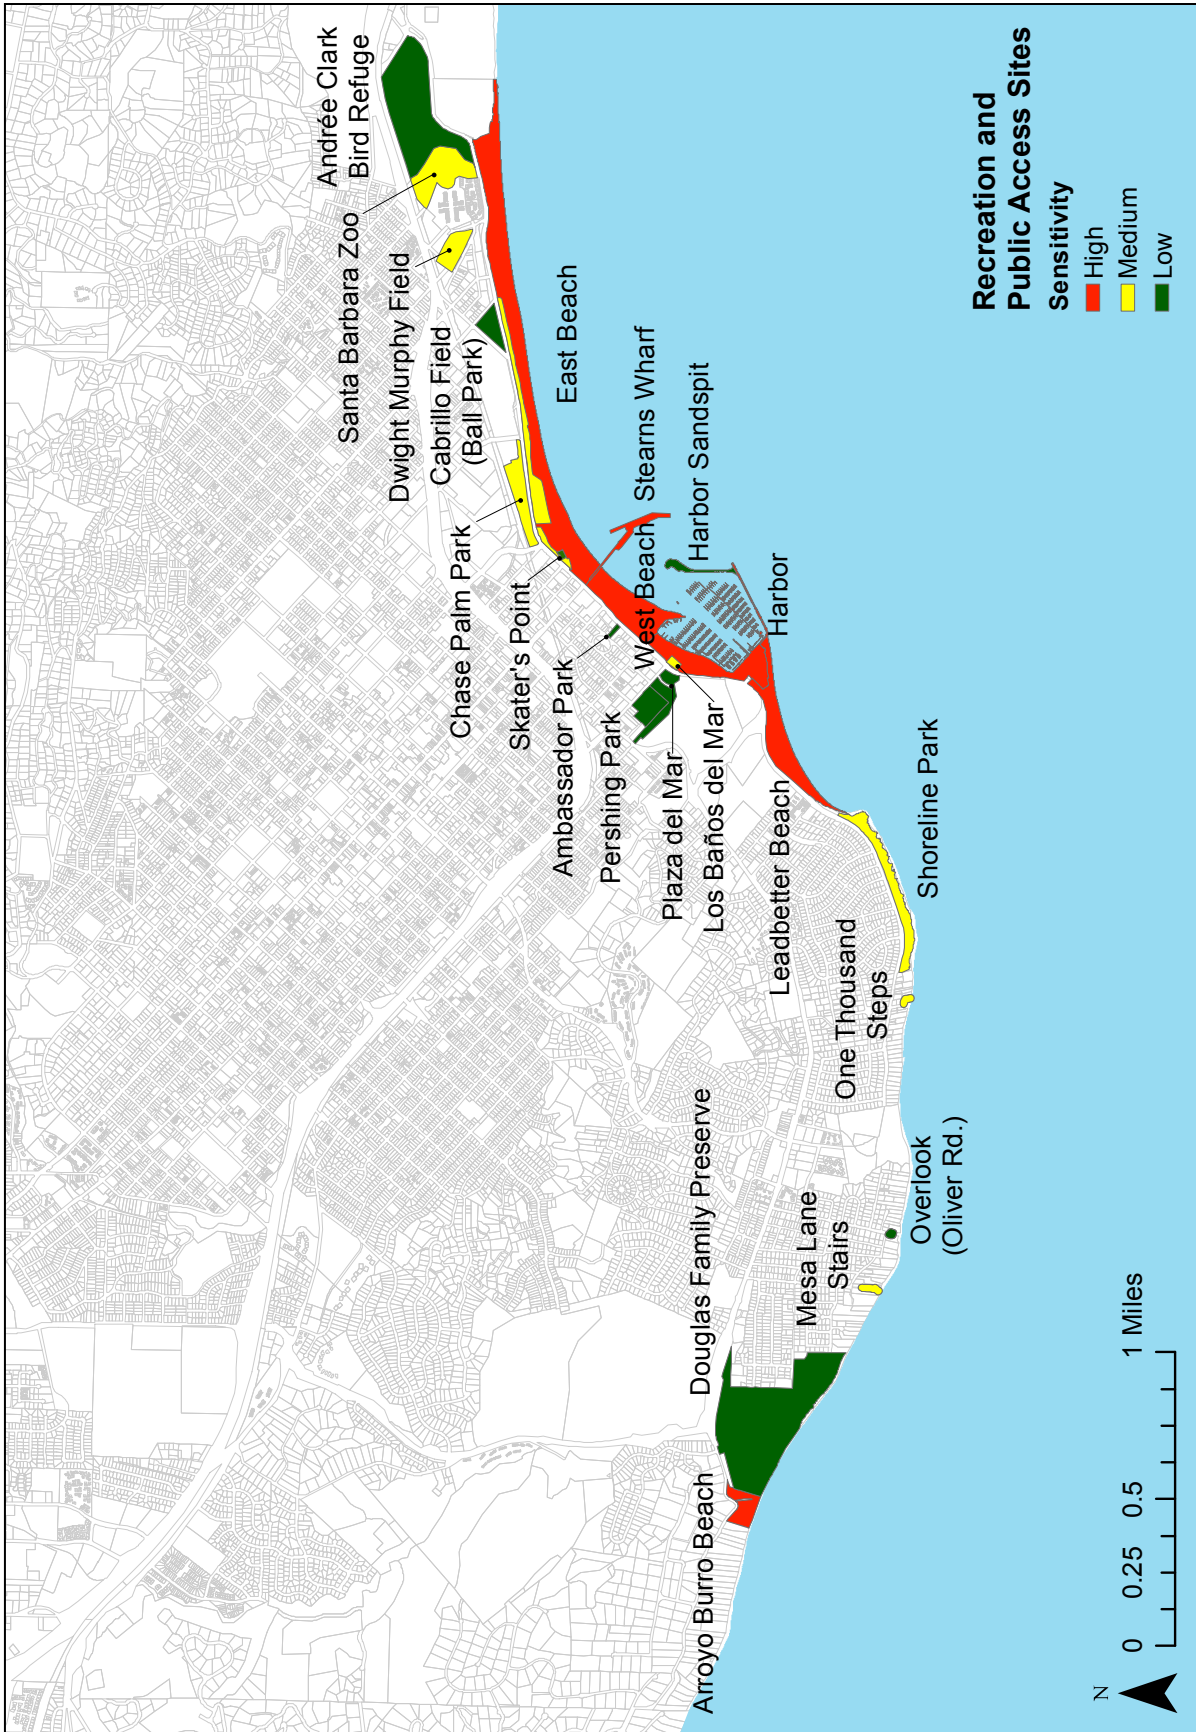 Andrée Clark
Bird Refuge
Santa Barbara Zoo
Dwight Murphy Field
Cabrillo Field
(Ball Park)
East Beach
Chase Palm Park
Skater's Point
Stearns Wharf
Ambassador Park
West Beach
Harbor Sandspit
Pershing Park
Plaza del Mar
Los Baños del Mar
Harbor
Leadbetter Beach
Shoreline Park
One Thousand
Steps
Douglas Family Preserve
Mesa Lane
Stairs
Overlook
(Oliver Rd.)
Arroyo Burro Beach
Recreation and
Public Access Sites
Sensitivity
High
Medium
Low
N
0 0.25 0.5 1 Miles